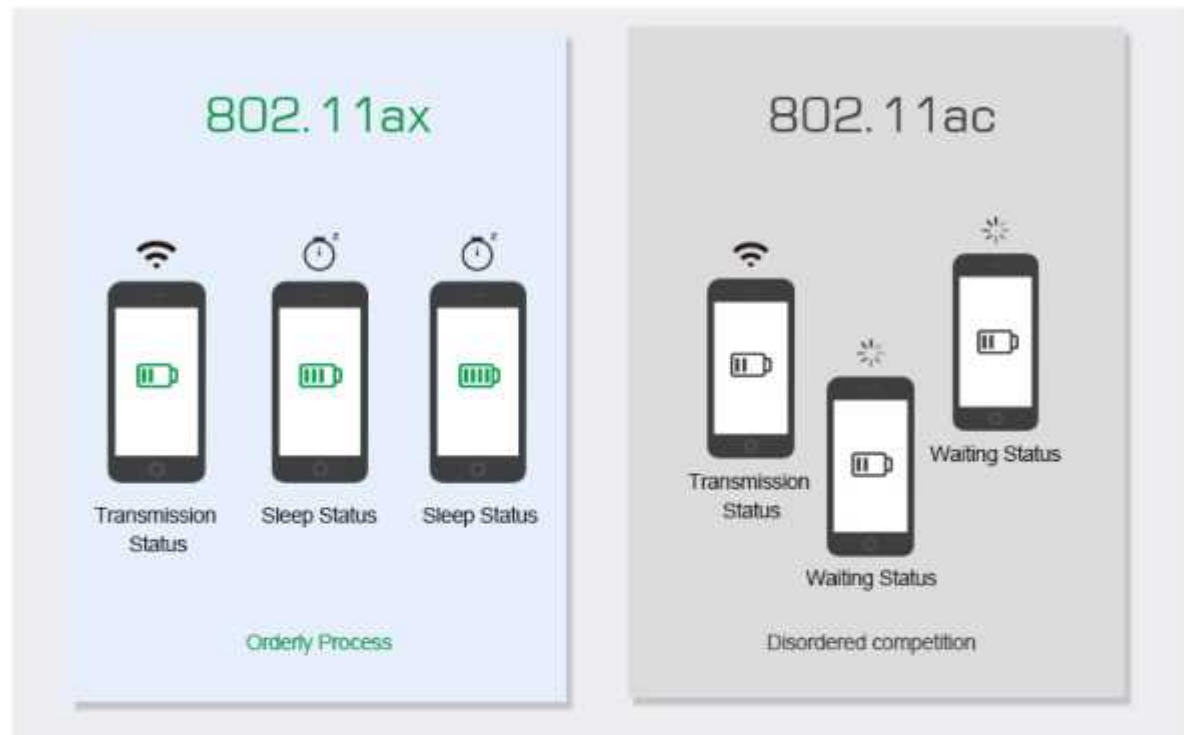 802.11ax
Transmission
Status
Sleep Status
Sleep Status
Orderly Process
802.11ac
Transmission
Status
Waiting Status
Waiting Status
Disordered competition